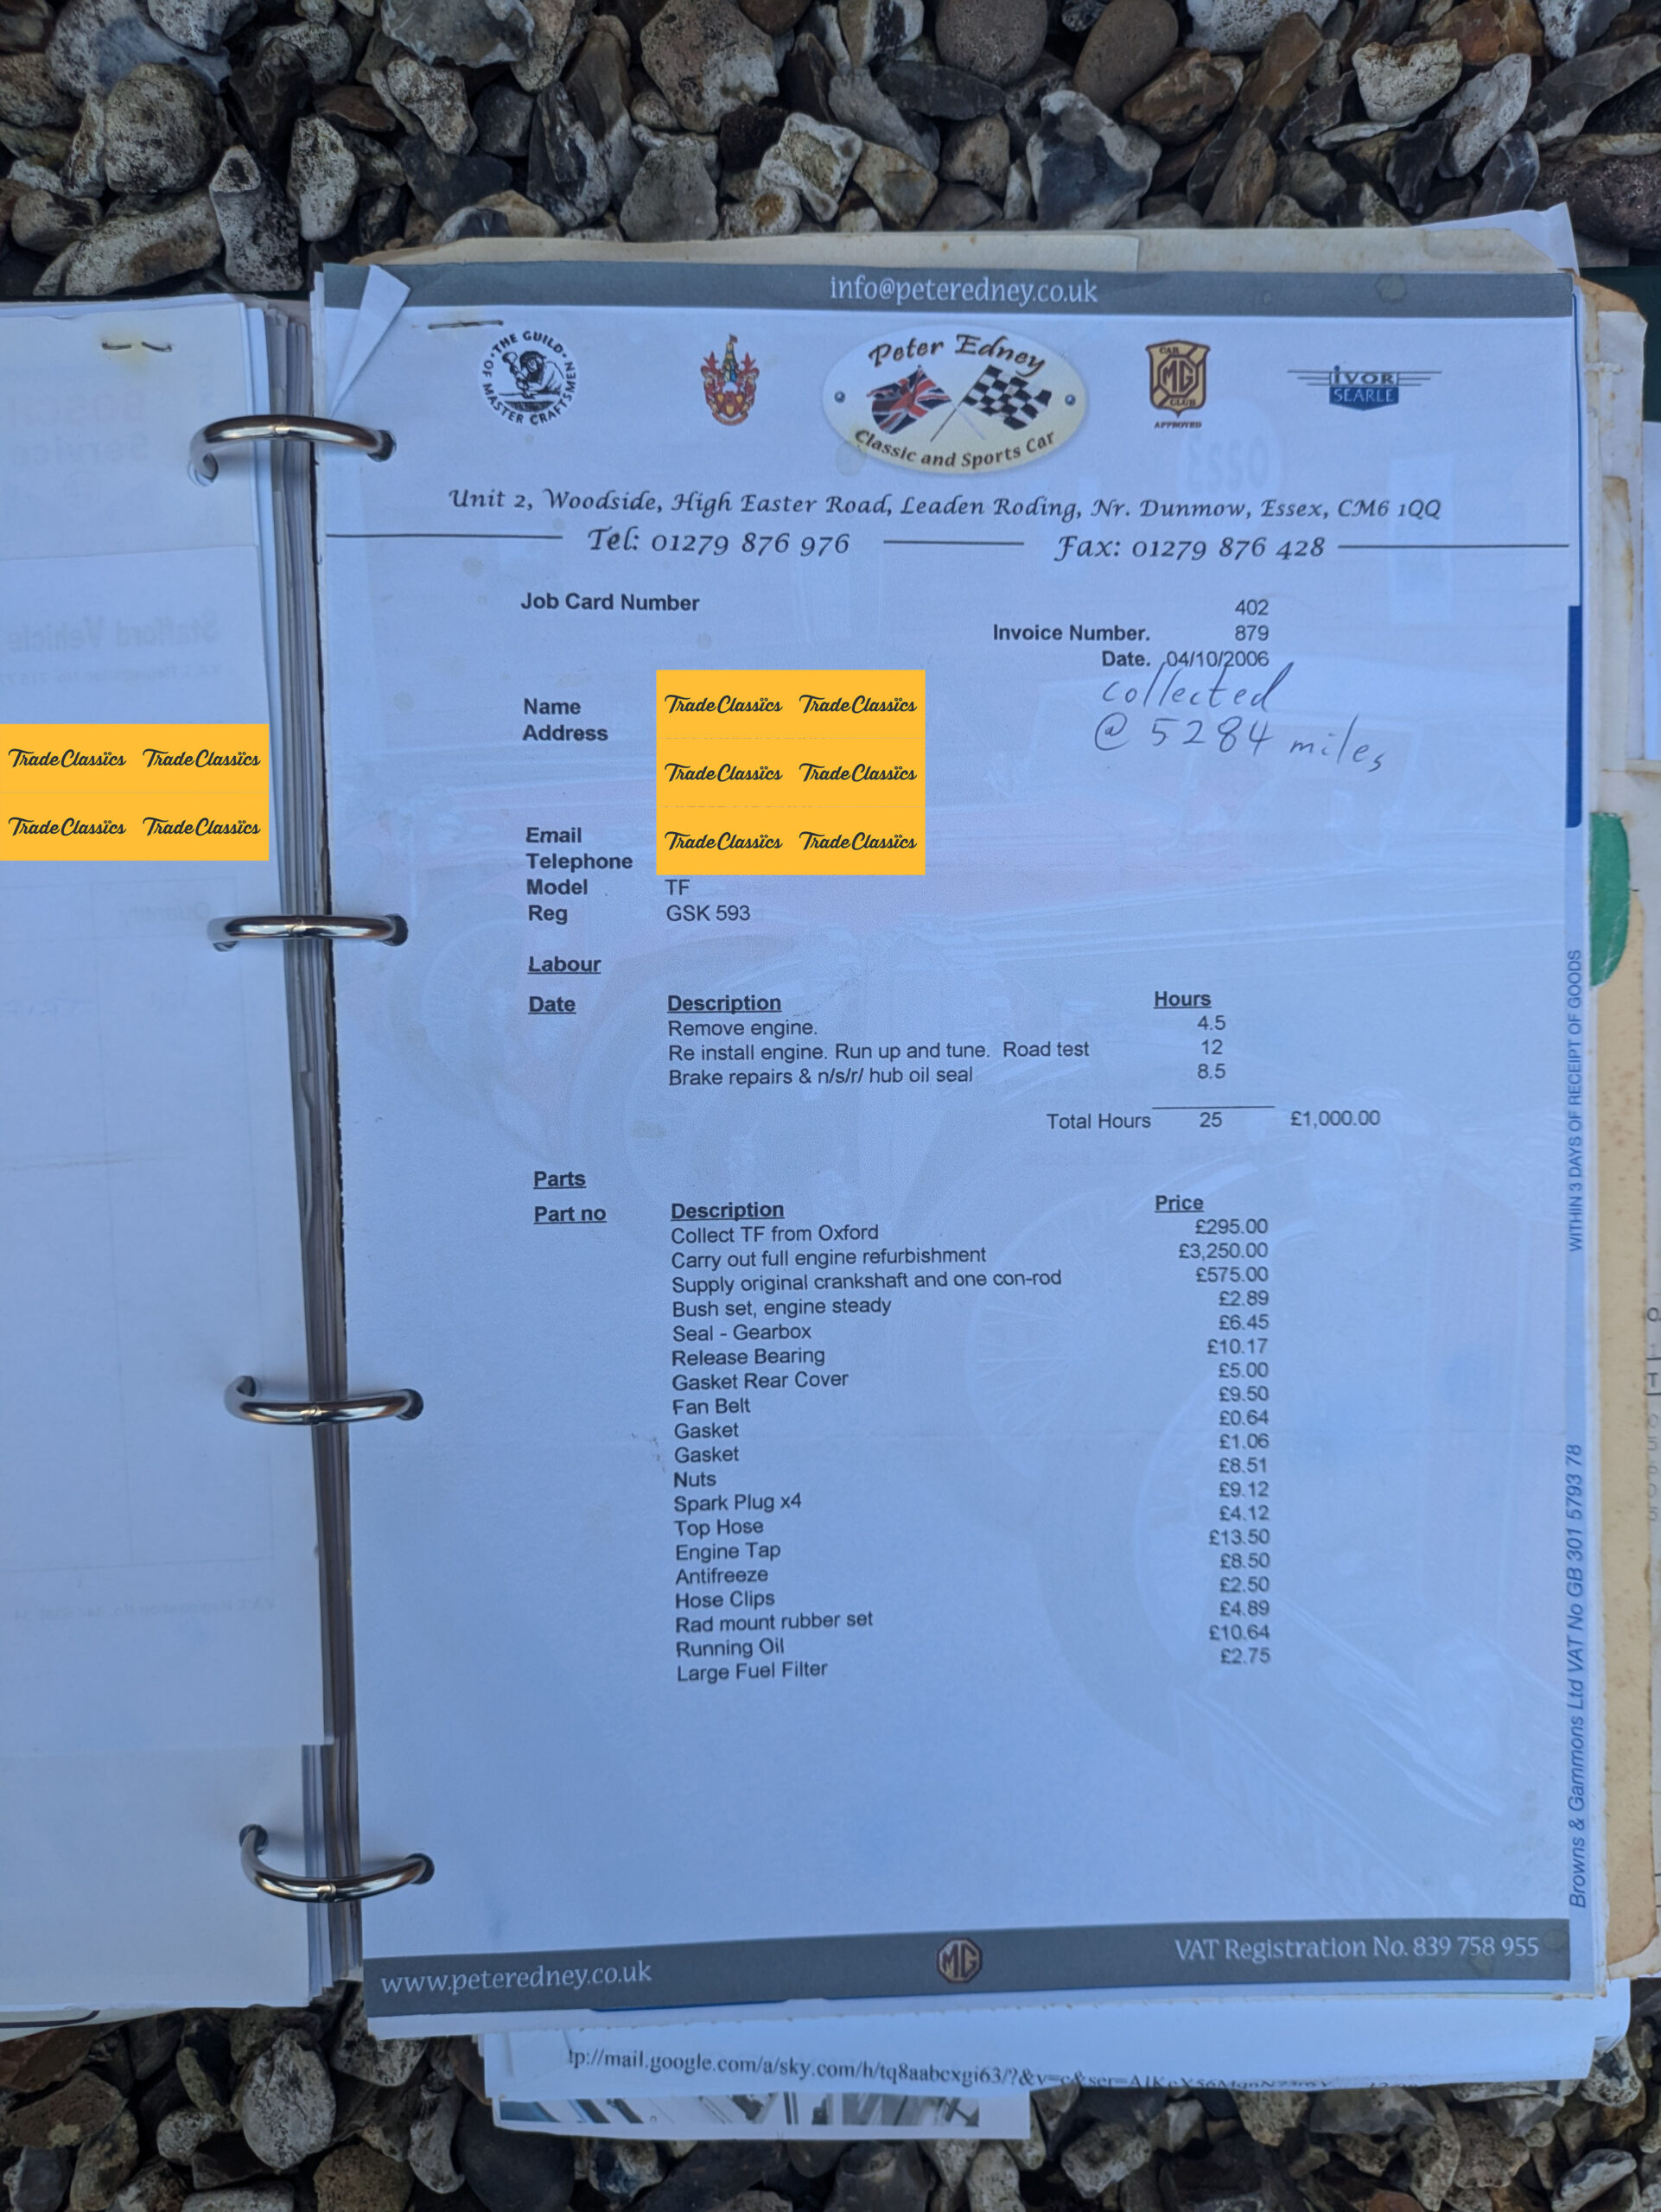 info@peteredney.co.uk
THE GUILD OF MASTER CRAFTSMEN
Peter Edney
Classic and Sports Car
CAR MG CLUB
APPROVED
IVOR
SEARLE
Unit 2, Woodside, High Easter Road, Leaden Roding, Nr. Dunmow, Essex, CM6 1QQ
Tel: 01279 876 976 Fax: 01279 876 428
Job Card Number 402
Invoice Number. 879
Date. 04/10/2006
collected
@ 5284 miles
Name
Address
TradeClassics TradeClassics
TradeClassics TradeClassics
TradeClassics TradeClassics
Email
Telephone
Model TF
Reg GSK 593
Labour
Date Description Hours
Remove engine. 4.5
Re install engine. Run up and tune. Road test 12
Brake repairs & n/s/r/ hub oil seal 8.5
Total Hours 25 £1,000.00
Parts
Part no Description Price
Collect TF from Oxford £295.00
Carry out full engine refurbishment £3,250.00
Supply original crankshaft and one con-rod £575.00
Bush set, engine steady £2.89
Seal - Gearbox £6.45
Release Bearing £10.17
Gasket Rear Cover £5.00
Fan Belt £9.50
Gasket £0.64
Gasket £1.06
Nuts £8.51
Spark Plug x4 £9.12
Top Hose £4.12
Engine Tap £13.50
Antifreeze £8.50
Hose Clips £2.50
Rad mount rubber set £4.89
Running Oil £10.64
Large Fuel Filter £2.75
www.peteredney.co.uk MG VAT Registration No. 839 758 955
TradeClassics TradeClassics
TradeClassics TradeClassics
WITHIN 3 DAYS OF RECEIPT OF GOODS
Browns & Gammons Ltd VAT No GB 301 5793 78
tp://mail.google.com/a/sky.com/h/tq8aabcxgi63/?&v=c&ser=